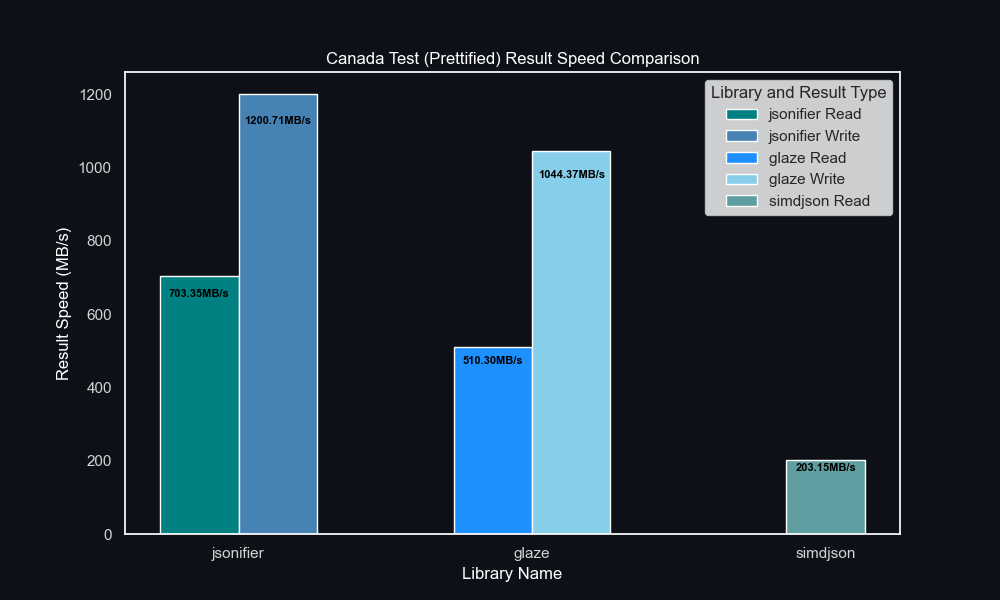 Canada Test (Prettified) Result Speed Comparison
Library and Result Type
jsonifier Read
jsonifier Write
glaze Read
glaze Write
simdjson Read
Result Speed (MB/s)
1200
1000
800
600
400
200
0
703.35MB/s
1200.71MB/s
510.30MB/s
1044.37MB/s
203.15MB/s
jsonifier
glaze
simdjson
Library Name